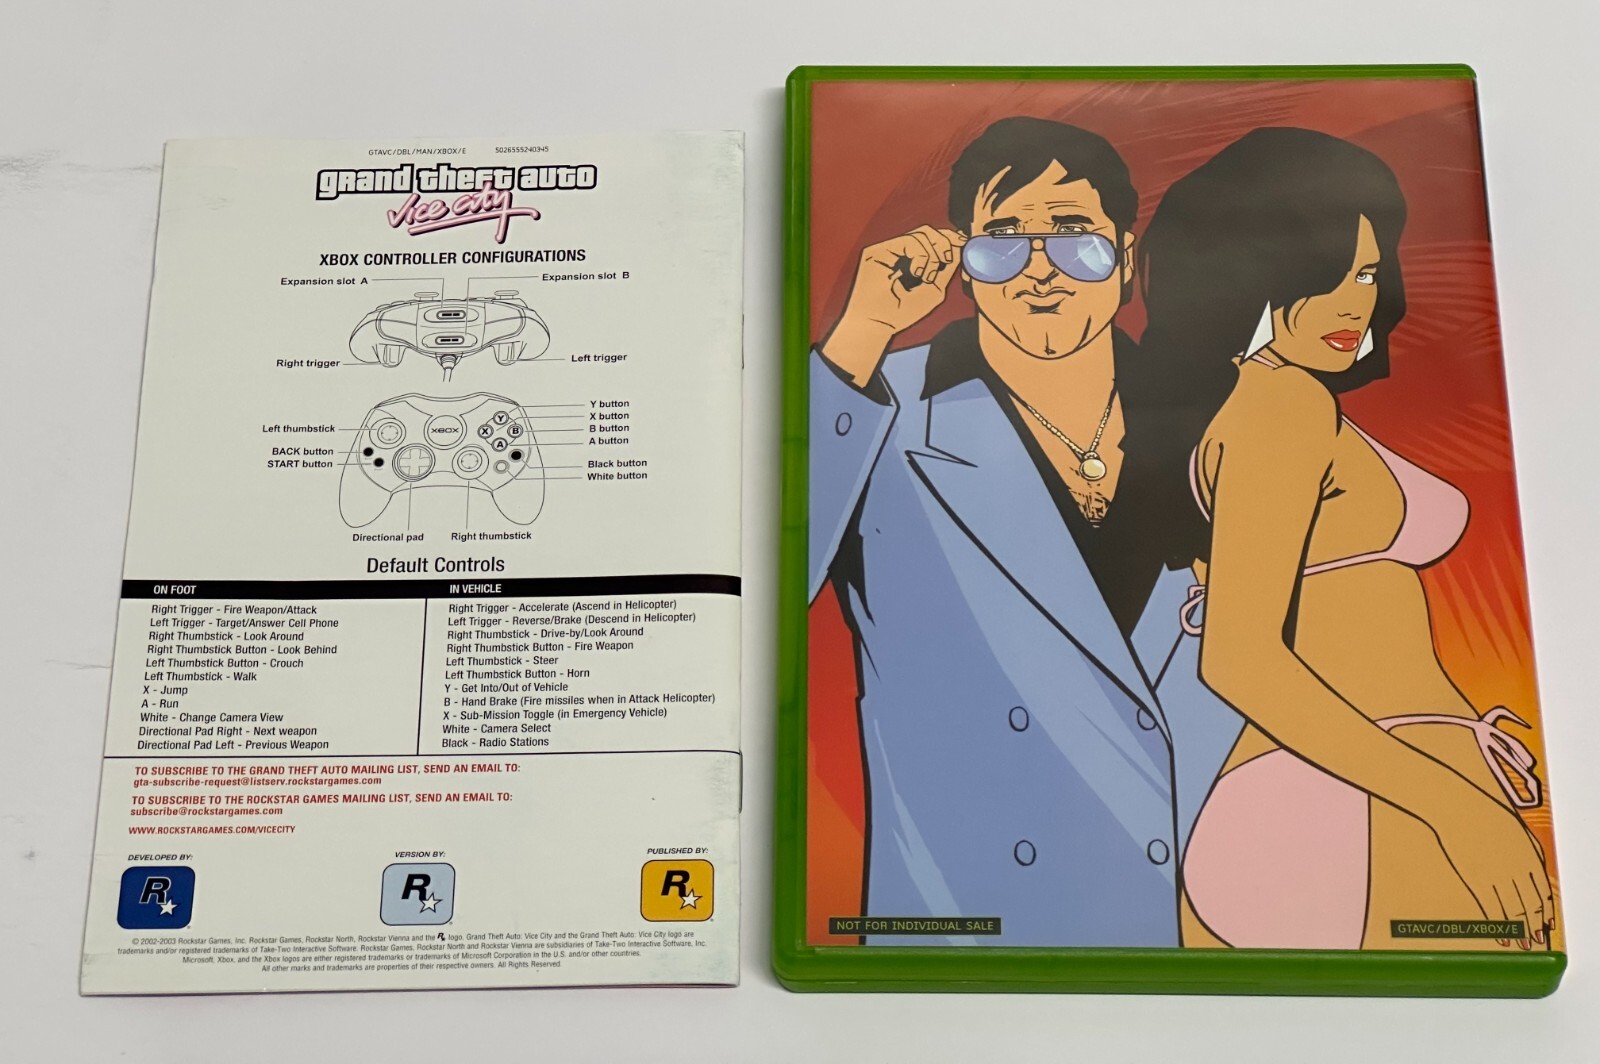 GTAVC/DBL/MAN/XBOX/E 5026555240345
grand theft auto
vice city
XBOX CONTROLLER CONFIGURATIONS
Expansion slot A
Expansion slot B
Right trigger
Left trigger
Left thumbstick
BACK button
START button
XBOX
Y
X
B
A
Y button
X button
B button
A button
Black button
White button
Directional pad
Right thumbstick
Default Controls
ON FOOT
Right Trigger - Fire Weapon/Attack
Left Trigger - Target/Answer Cell Phone
Right Thumbstick - Look Around
Right Thumbstick Button - Look Behind
Left Thumbstick Button - Crouch
Left Thumbstick - Walk
X - Jump
A - Run
White - Change Camera View
Directional Pad Right - Next weapon
Directional Pad Left - Previous Weapon
IN VEHICLE
Right Trigger - Accelerate (Ascend in Helicopter)
Left Trigger - Reverse/Brake (Descend in Helicopter)
Right Thumbstick - Drive-by/Look Around
Right Thumbstick Button - Fire Weapon
Left Thumbstick - Steer
Left Thumbstick Button - Horn
Y - Get Into/Out of Vehicle
B - Hand Brake (Fire missiles when in Attack Helicopter)
X - Sub-Mission Toggle (in Emergency Vehicle)
White - Camera Select
Black - Radio Stations
TO SUBSCRIBE TO THE GRAND THEFT AUTO MAILING LIST, SEND AN EMAIL TO:
gta-subscribe-request@listserv.rockstargames.com
TO SUBSCRIBE TO THE ROCKSTAR GAMES MAILING LIST, SEND AN EMAIL TO:
subscribe@rockstargames.com
WWW.ROCKSTARGAMES.COM/VICECITY
DEVELOPED BY:
R
VERSION BY:
R
PUBLISHED BY:
R
© 2002-2003 Rockstar Games, Inc. Rockstar Games, Rockstar North, Rockstar Vienna and the R logo, Grand Theft Auto: Vice City and the Grand Theft Auto: Vice City logo are
trademarks and/or registered trademarks of Take-Two Interactive Software. Rockstar Games, Rockstar North and Rockstar Vienna are subsidiaries of Take-Two Interactive Software, Inc.
Microsoft, Xbox, and the Xbox logos are either registered trademarks or trademarks of Microsoft Corporation in the U.S. and/or other countries.
All other marks and trademarks are properties of their respective owners. All Rights Reserved.
NOT FOR INDIVIDUAL SALE
GTAVC/DBL/XBOX/E